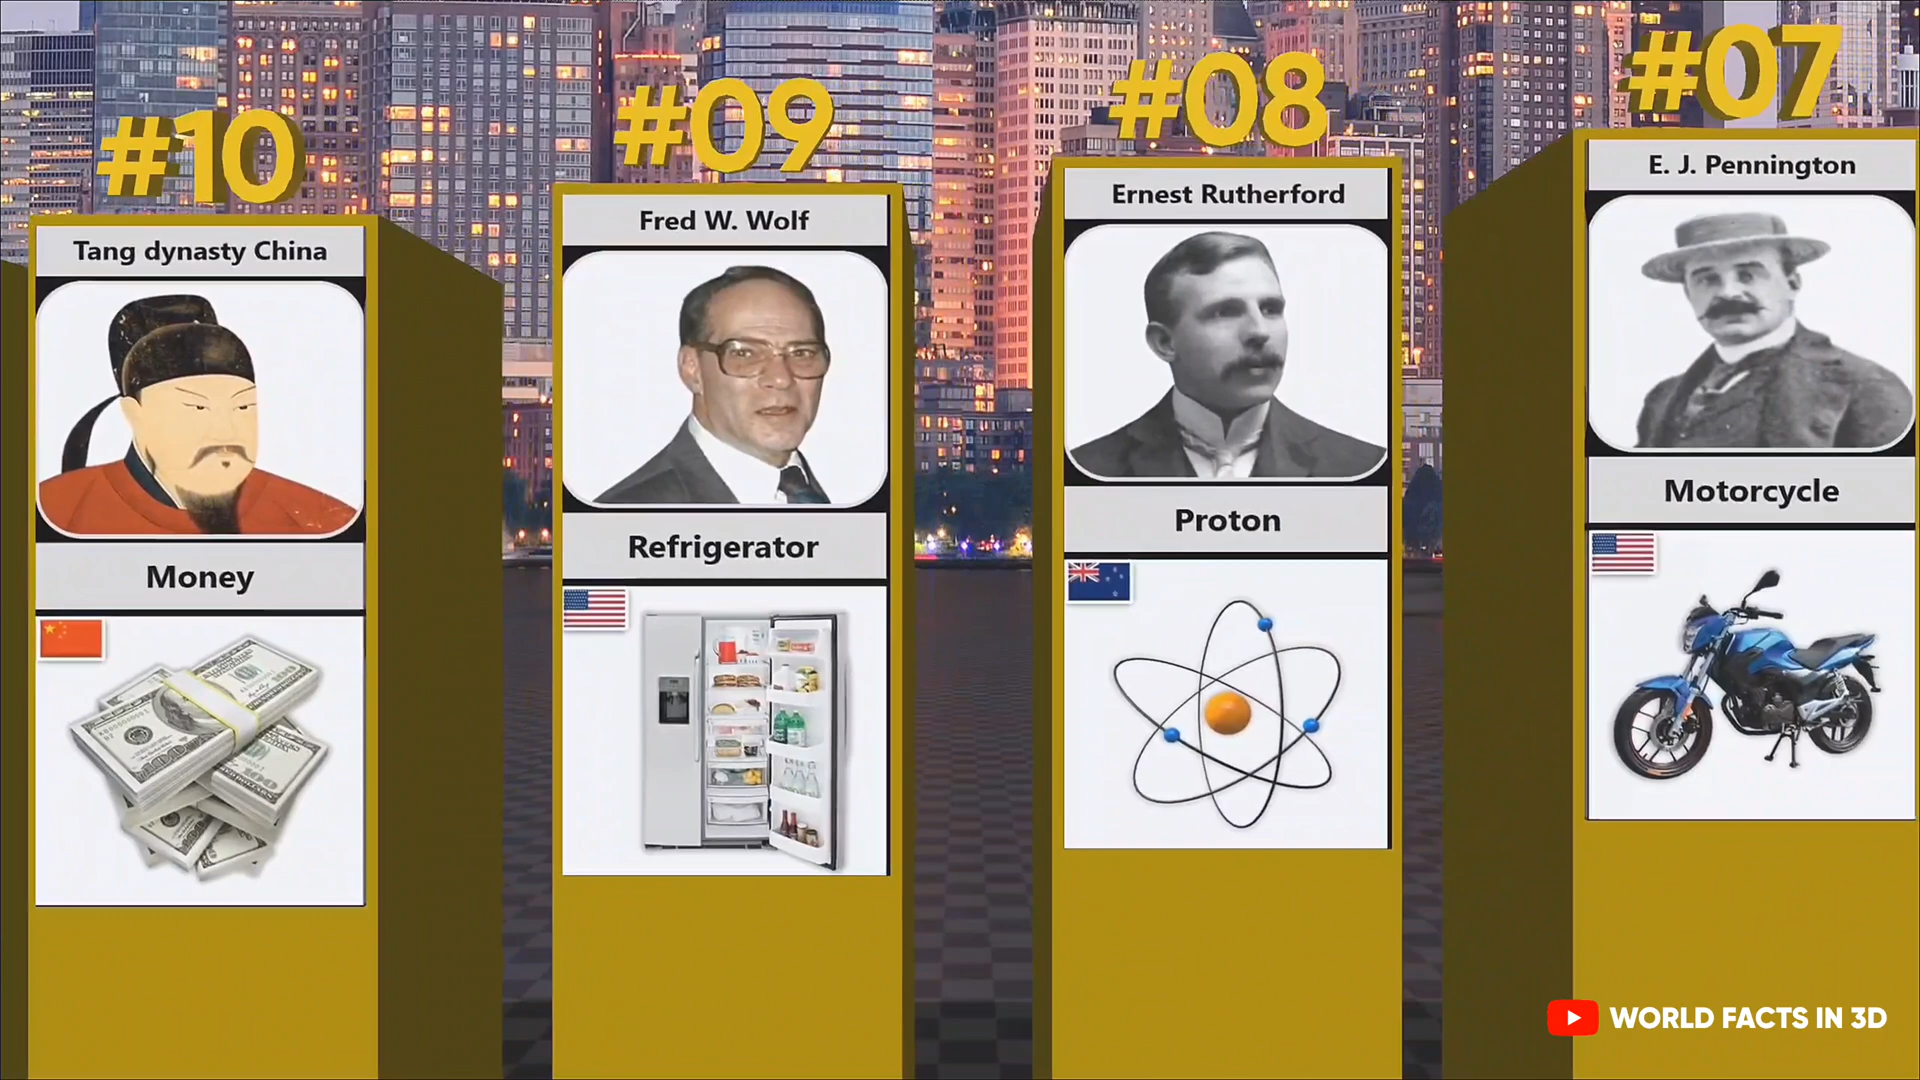 #10
Tang dynasty China
Money
#09
Fred W. Wolf
Refrigerator
#08
Ernest Rutherford
Proton
#07
E. J. Pennington
Motorcycle
WORLD FACTS IN 3D